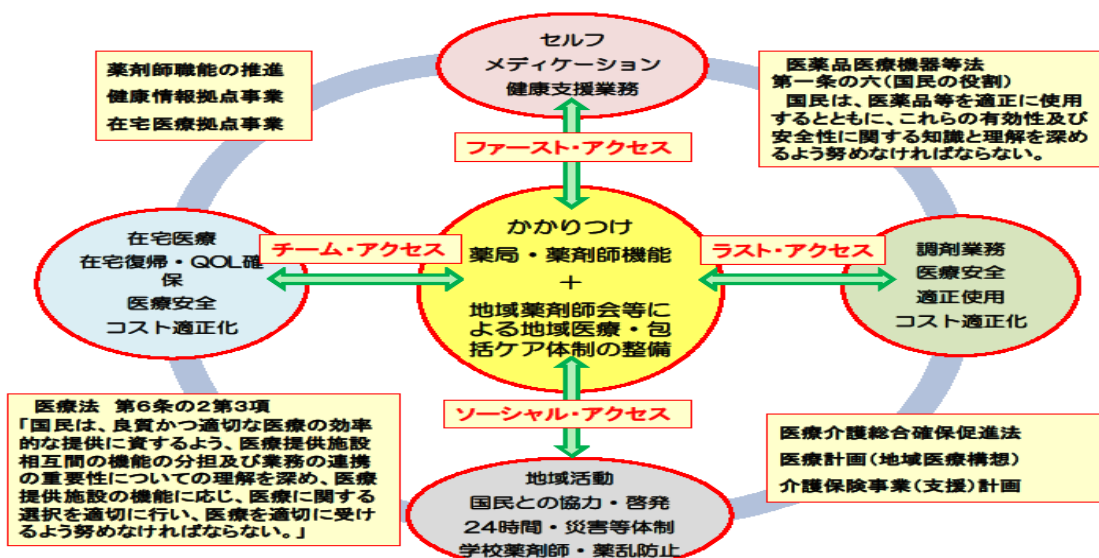 セルフ
メディケーション
健康支援業務
薬剤師職能の推進
健康情報拠点事業
在宅医療拠点事業
医薬品医療機器等法
第一条の六(国民の役割)
国民は、医薬品等を適正に使用
するとともに、これらの有効性及び
安全性に関する知識と理解を深め
るよう努めなければならない。
ファースト・アクセス
在宅医療
在宅復帰・QOL確
保
医療安全
コスト適正化
チーム・アクセス
かかりつけ
薬局・薬剤師機能
＋
地域薬剤師会等に
よる地域医療・包
括ケア体制の整備
ラスト・アクセス
調剤業務
医療安全
適正使用
コスト適正化
医療法 第6条の2第3項
「国民は、良質かつ適切な医療の効率
的な提供に資するよう、医療提供施設
相互間の機能の分担及び業務の連携
の重要性についての理解を深め、医療
提供施設の機能に応じ、医療に関する
選択を適切に行い、医療を適切に受け
るよう努めなければならない。」
ソーシャル・アクセス
地域活動
国民との協力・啓発
24時間・災害等体制
学校薬剤師・薬乱防止
医療介護総合確保促進法
医療計画(地域医療構想)
介護保険事業(支援)計画